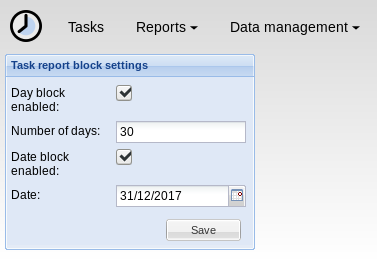 Tasks Reports Data management
Task report block settings
Day block
enabled:
Number of days: 30
Date block
enabled:
Date: 31/12/2017
Save